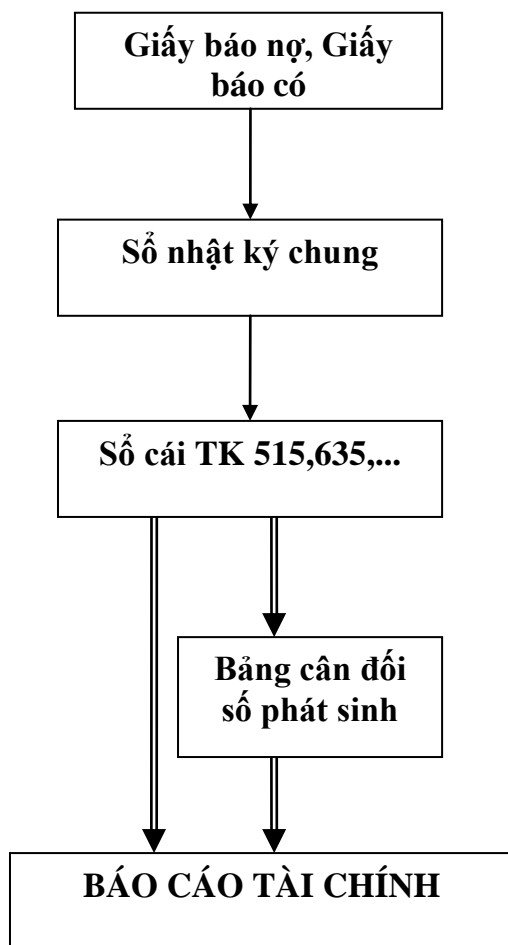 Giấy báo nợ, Giấy
báo có
Sổ nhật ký chung
Sổ cái TK 515,635,...
Bảng cân đối
số phát sinh
BÁO CÁO TÀI CHÍNH